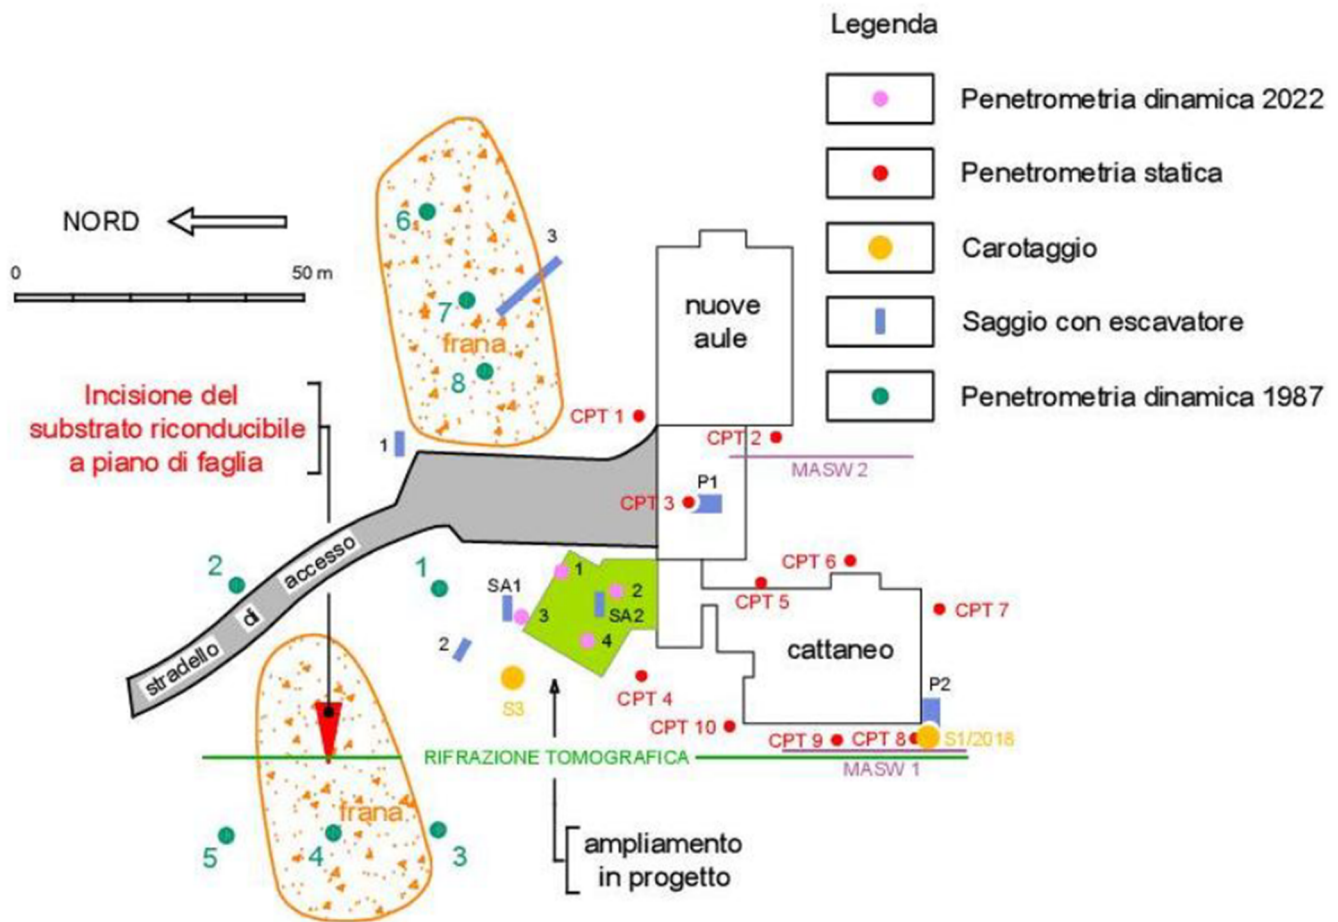 Legenda
Penetrometria dinamica 2022
Penetrometria statica
Carotaggio
Saggio con escavatore
Penetrometria dinamica 1987
NORD
0
50 m
6
3
7
frana
8
nuove
aule
Incisione del
substrato riconducibile
a piano di faglia
CPT 1
CPT 2
1
MASW 2
P1
CPT 3
2
stradello di accesso
1
SA1
1
2
3
SA2
4
2
CPT 6
CPT 5
CPT 7
cattaneo
S3
CPT 4
P2
CPT 10
CPT 9
CPT 8
S1/2018
RIFRAZIONE TOMOGRAFICA
MASW 1
frana
5
4
3
ampliamento
in progetto